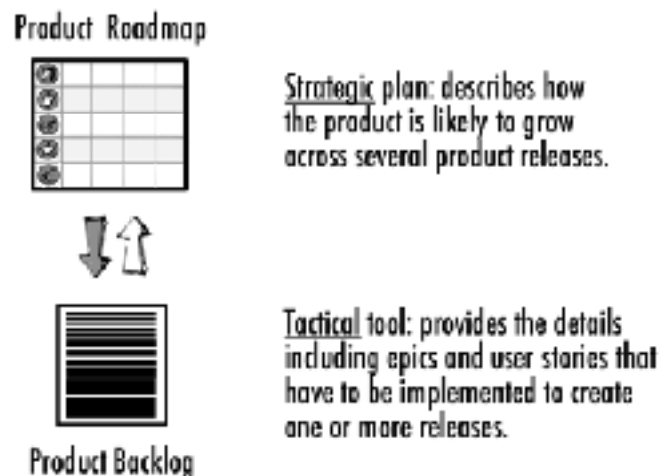 Product Roadmap
Strategic plan: describes how
the product is likely to grow
across several product releases.
Tactical tool: provides the details
including epics and user stories that
have to be implemented to create
one or more releases.
Product Backlog